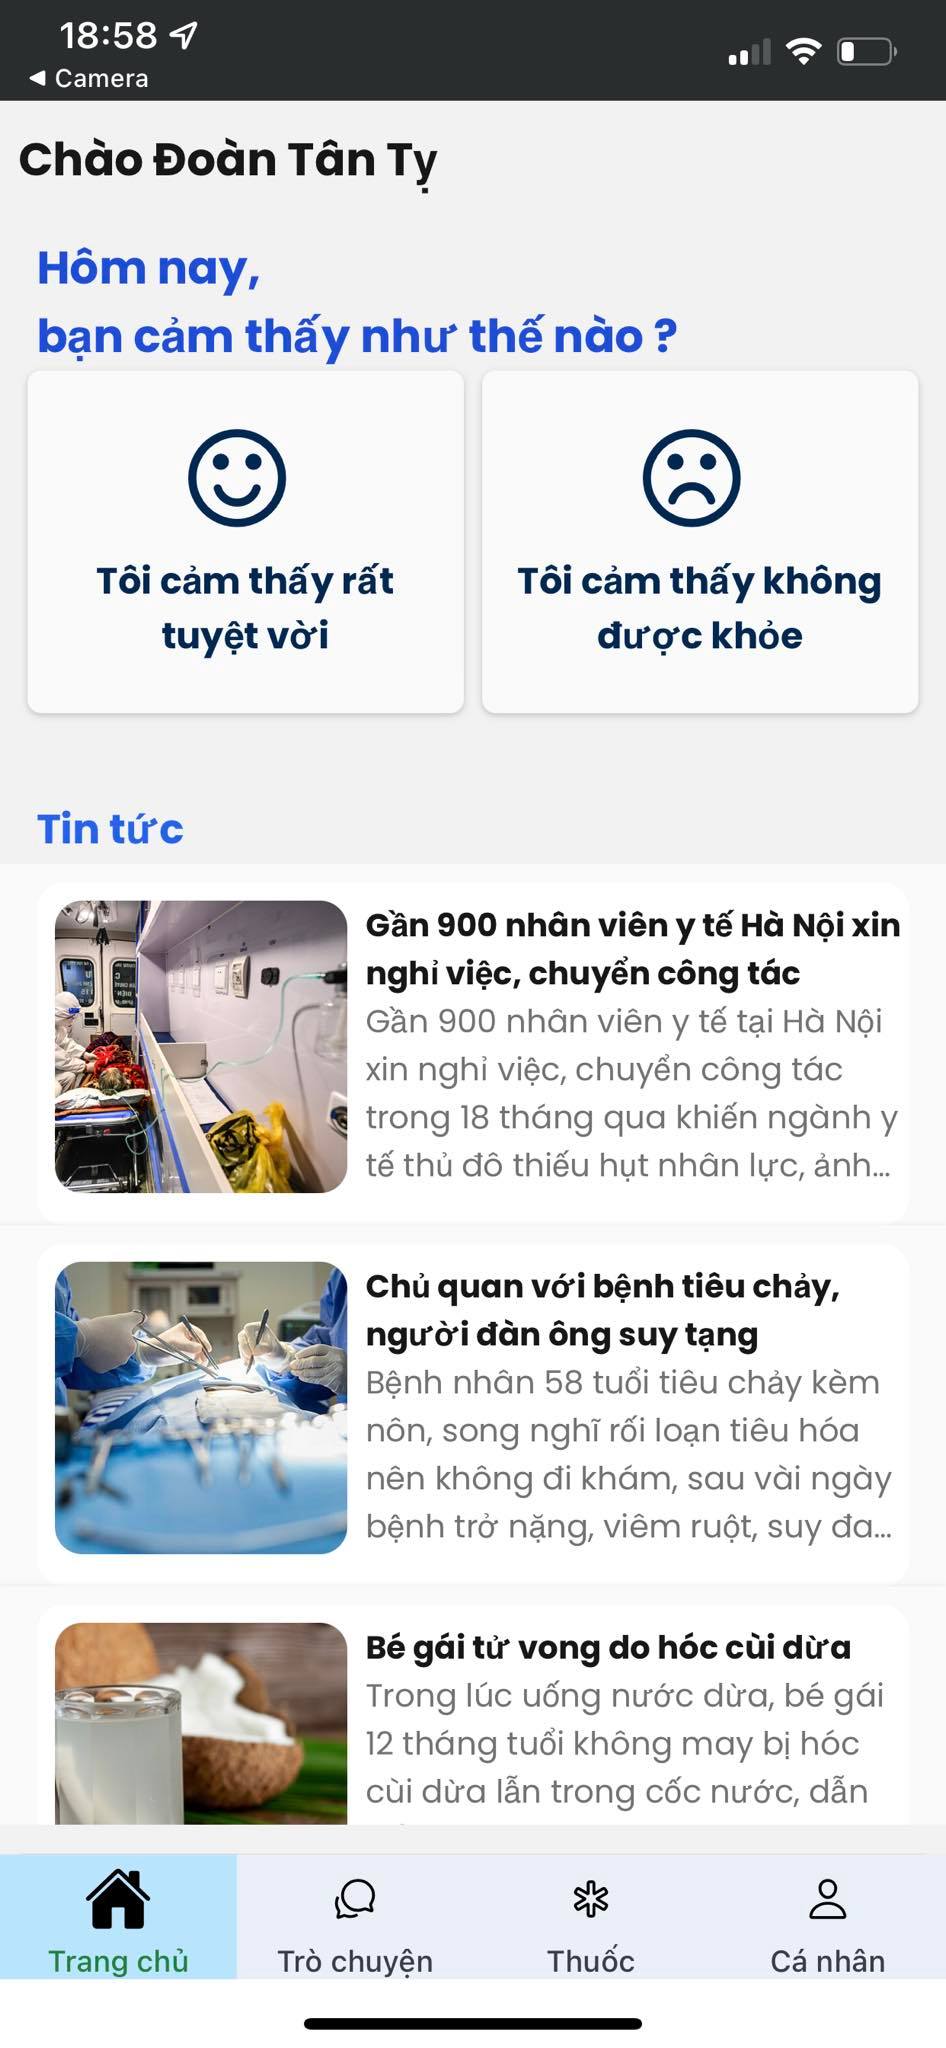 18:58
Camera
Chào Đoàn Tân Tỵ
Hôm nay,
bạn cảm thấy như thế nào ?
Tôi cảm thấy rất
tuyệt vời
Tôi cảm thấy không
được khỏe
Tin tức
Gần 900 nhân viên y tế Hà Nội xin
nghỉ việc, chuyển công tác
Gần 900 nhân viên y tế tại Hà Nội
xin nghỉ việc, chuyển công tác
trong 18 tháng qua khiến ngành y
tế thủ đô thiếu hụt nhân lực, ảnh...
Chủ quan với bệnh tiêu chảy,
người đàn ông suy tạng
Bệnh nhân 58 tuổi tiêu chảy kèm
nôn, song nghĩ rối loạn tiêu hóa
nên không đi khám, sau vài ngày
bệnh trở nặng, viêm ruột, suy đa...
Bé gái tử vong do hóc cùi dừa
Trong lúc uống nước dừa, bé gái
12 tháng tuổi không may bị hóc
cùi dừa lẫn trong cốc nước, dẫn
Trang chủ
Trò chuyện
Thuốc
Cá nhân